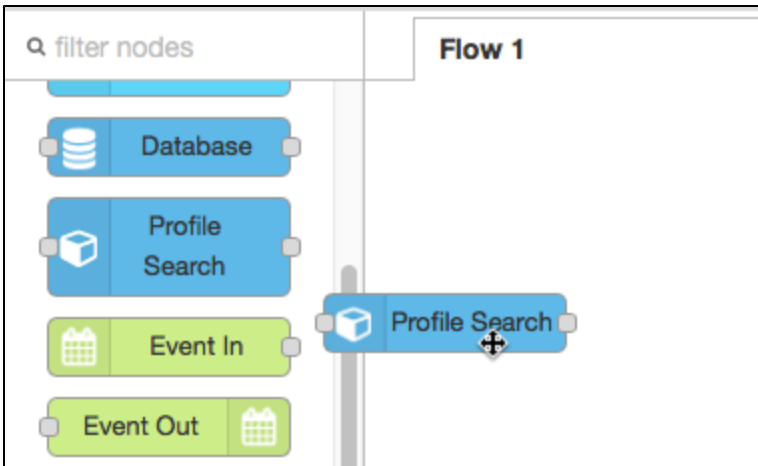 filter nodes
Flow 1
Database
Profile
Search
Profile Search
Event In
Event Out